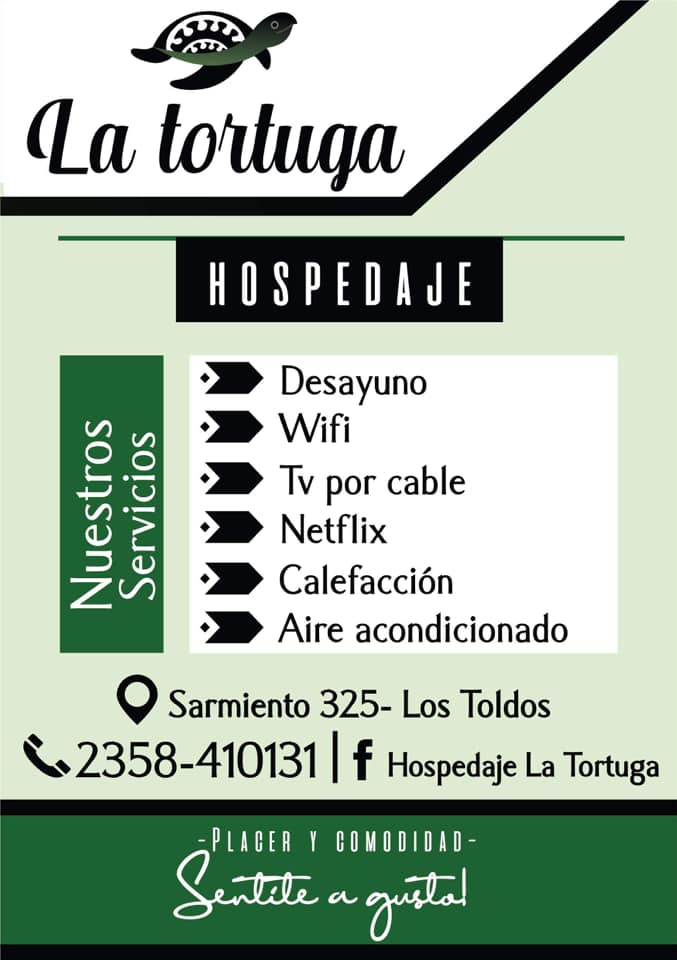 La tortuga
HOSPEDAJE
Nuestros
Servicios
Desayuno
Wifi
Tv por cable
Netflix
Calefacción
Aire acondicionado
Sarmiento 325- Los Toldos
2358-410131 | f Hospedaje La Tortuga
-PLACER Y COMODIDAD-
Sentite a gusto!